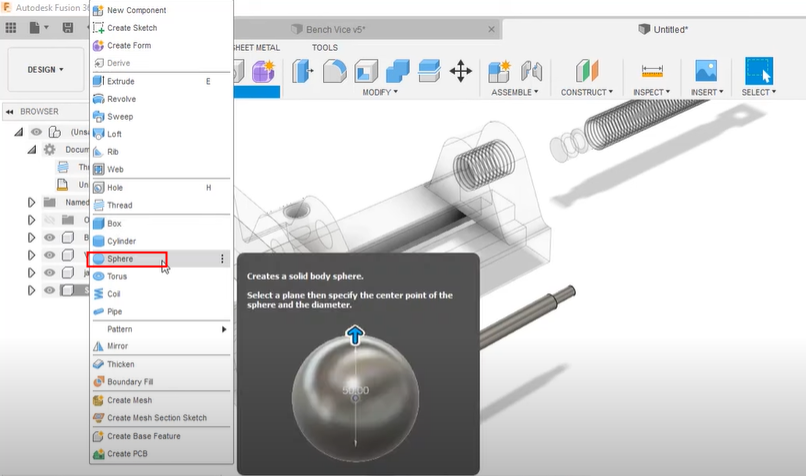 Autodesk Fusion 36
Bench Vice v5*
Untitled*
SHEET METAL
TOOLS
DESIGN
MODIFY
ASSEMBLE
CONSTRUCT
INSPECT
INSERT
SELECT
BROWSER
(Uns
Docum
Th
Un
Named
O
B
V
ja
S
New Component
Create Sketch
Create Form
Derive
Extrude E
Revolve
Sweep
Loft
Rib
Web
Hole H
Thread
Box
Cylinder
Sphere
Torus
Coil
Pipe
Pattern
Mirror
Thicken
Boundary Fill
Create Mesh
Create Mesh Section Sketch
Create Base Feature
Create PCB
Creates a solid body sphere.
Select a plane then specify the center point of the
sphere and the diameter.
50.00